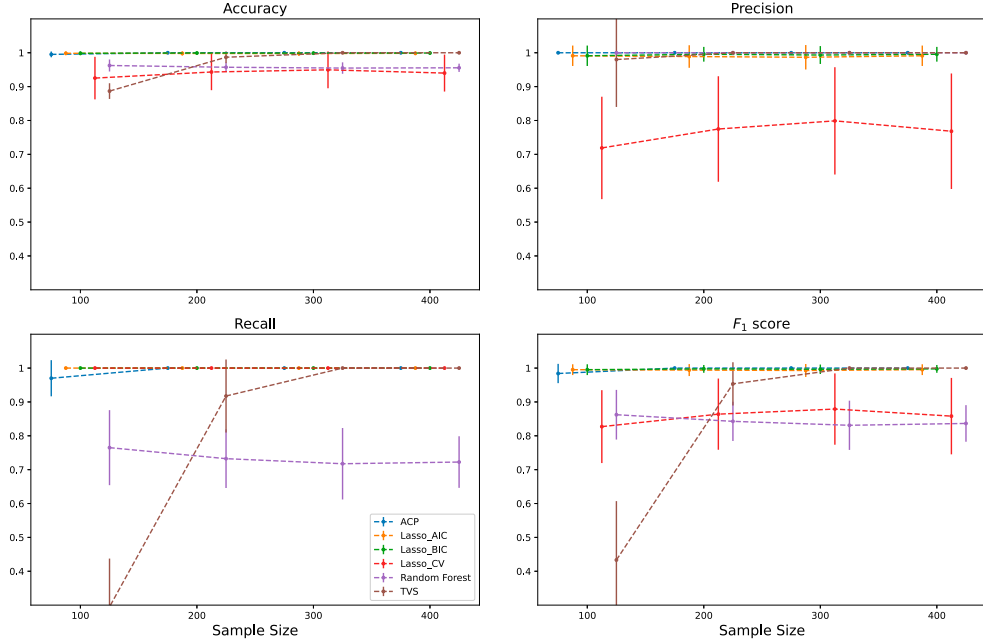 Accuracy
1
0.9
0.8
0.7
0.6
0.5
0.4
100 200 300 400
Precision
1
0.9
0.8
0.7
0.6
0.5
0.4
100 200 300 400
Recall
1
0.9
0.8
0.7
0.6
0.5
0.4
100 200 300 400
Sample Size
ACP
Lasso_AIC
Lasso_BIC
Lasso_CV
Random Forest
TVS
F₁ score
1
0.9
0.8
0.7
0.6
0.5
0.4
100 200 300 400
Sample Size